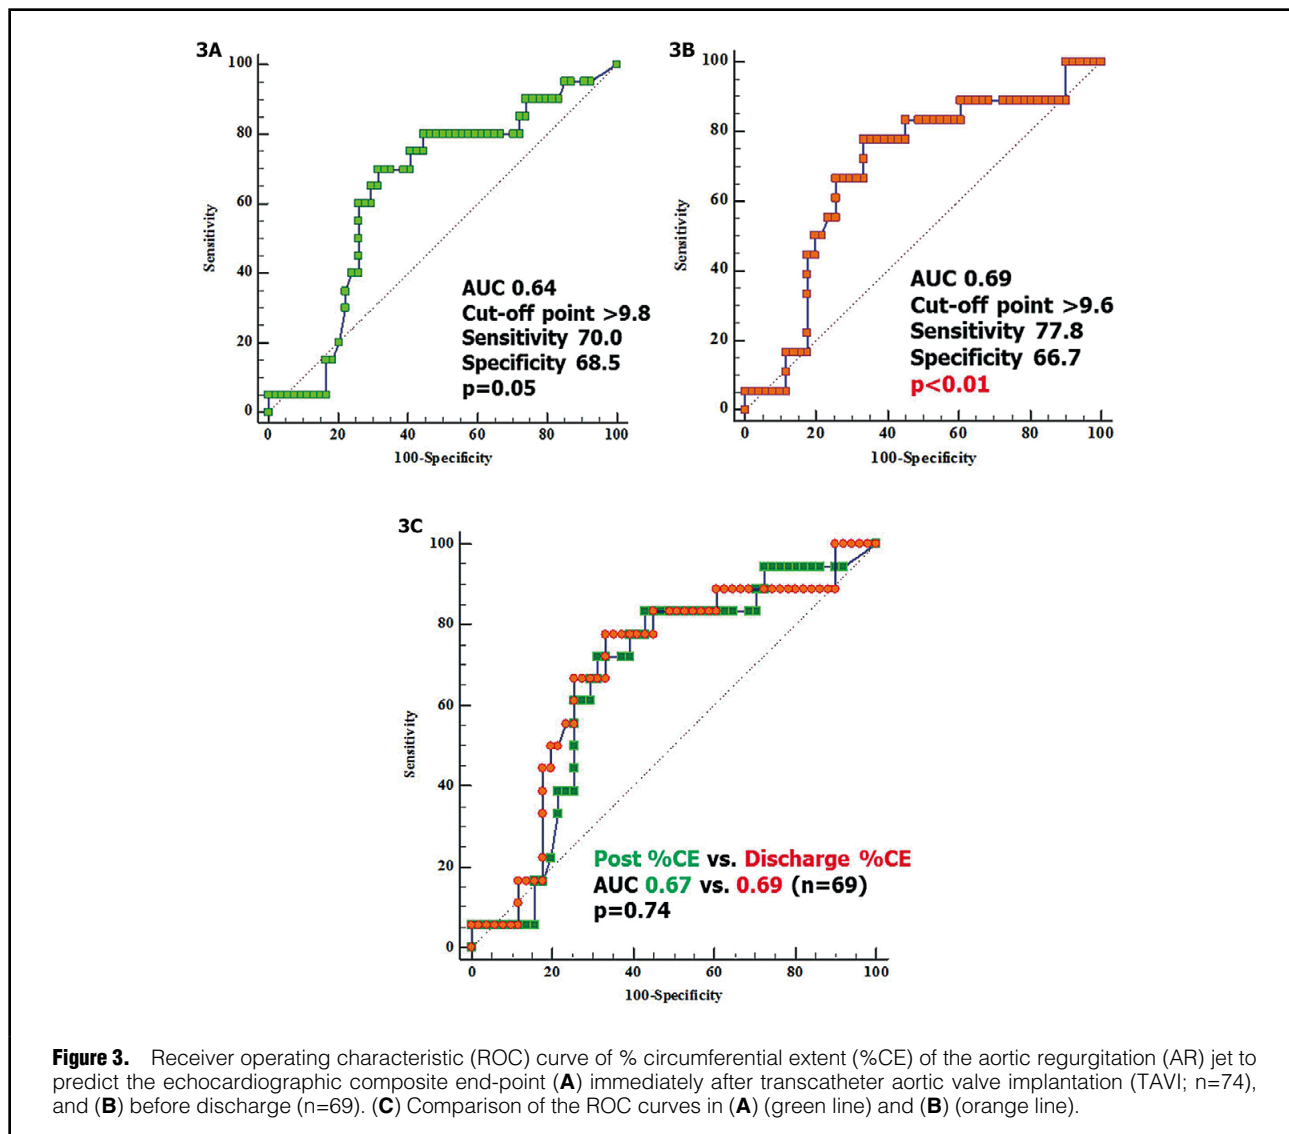 3A
100
80
60
40
20
0
Sensitivity
0 20 40 60 80 100
100-Specificity
AUC 0.64
Cut-off point >9.8
Sensitivity 70.0
Specificity 68.5
p=0.05
3B
100
80
60
40
20
0
Sensitivity
0 20 40 60 80 100
100-Specificity
AUC 0.69
Cut-off point >9.6
Sensitivity 77.8
Specificity 66.7
p<0.01
3C
100
80
60
40
20
0
Sensitivity
0 20 40 60 80 100
100-Specificity
Post %CE vs. Discharge %CE
AUC 0.67 vs. 0.69 (n=69)
p=0.74
Figure 3. Receiver operating characteristic (ROC) curve of % circumferential extent (%CE) of the aortic regurgitation (AR) jet to
predict the echocardiographic composite end-point (A) immediately after transcatheter aortic valve implantation (TAVI; n=74),
and (B) before discharge (n=69). (C) Comparison of the ROC curves in (A) (green line) and (B) (orange line).